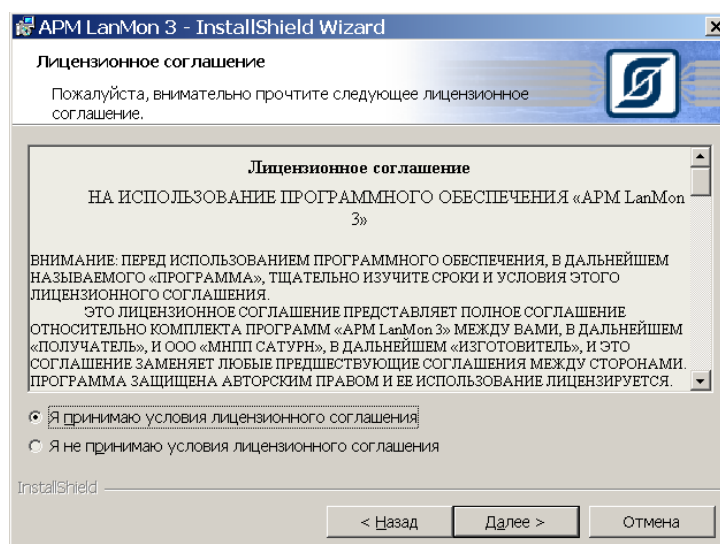 АРМ LanMon 3 - InstallShield Wizard
Лицензионное соглашение
Пожалуйста, внимательно прочтите следующее лицензионное
соглашение.
Лицензионное соглашение
НА ИСПОЛЬЗОВАНИЕ ПРОГРАММНОГО ОБЕСПЕЧЕНИЯ «АРМ LanMon
3»
ВНИМАНИЕ: ПЕРЕД ИСПОЛЬЗОВАНИЕМ ПРОГРАММНОГО ОБЕСПЕЧЕНИЯ, В ДАЛЬНЕЙШЕМ
НАЗЫВАЕМОГО «ПРОГРАММА», ТЩАТЕЛЬНО ИЗУЧИТЕ СРОКИ И УСЛОВИЯ ЭТОГО
ЛИЦЕНЗИОННОГО СОГЛАШЕНИЯ.
ЭТО ЛИЦЕНЗИОННОЕ СОГЛАШЕНИЕ ПРЕДСТАВЛЯЕТ ПОЛНОЕ СОГЛАШЕНИЕ
ОТНОСИТЕЛЬНО КОМПЛЕКТА ПРОГРАММ «АРМ LanMon 3» МЕЖДУ ВАМИ, В ДАЛЬНЕЙШЕМ
«ПОЛУЧАТЕЛЬ», И ООО «МНПП САТУРН», В ДАЛЬНЕЙШЕМ «ИЗГОТОВИТЕЛЬ», И ЭТО
СОГЛАШЕНИЕ ЗАМЕНЯЕТ ЛЮБЫЕ ПРЕДШЕСТВУЮЩИЕ СОГЛАШЕНИЯ МЕЖДУ СТОРОНАМИ.
ПРОГРАММА ЗАЩИЩЕНА АВТОРСКИМ ПРАВОМ И ЕЕ ИСПОЛЬЗОВАНИЕ ЛИЦЕНЗИРУЕТСЯ.
Я принимаю условия лицензионного соглашения
Я не принимаю условия лицензионного соглашения
InstallShield
< Назад
Далее >
Отмена